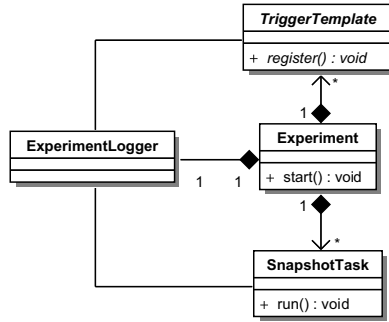 TriggerTemplate
+ register() : void
*
1
Experiment
ExperimentLogger
+ start() : void
1
1
1
*
SnapshotTask
+ run() : void